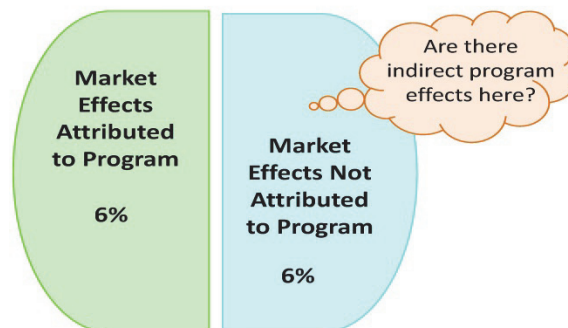 Market
Effects
Attributed
to Program
6%
Market
Effects Not
Attributed
to Program
6%
Are there
indirect program
effects here?